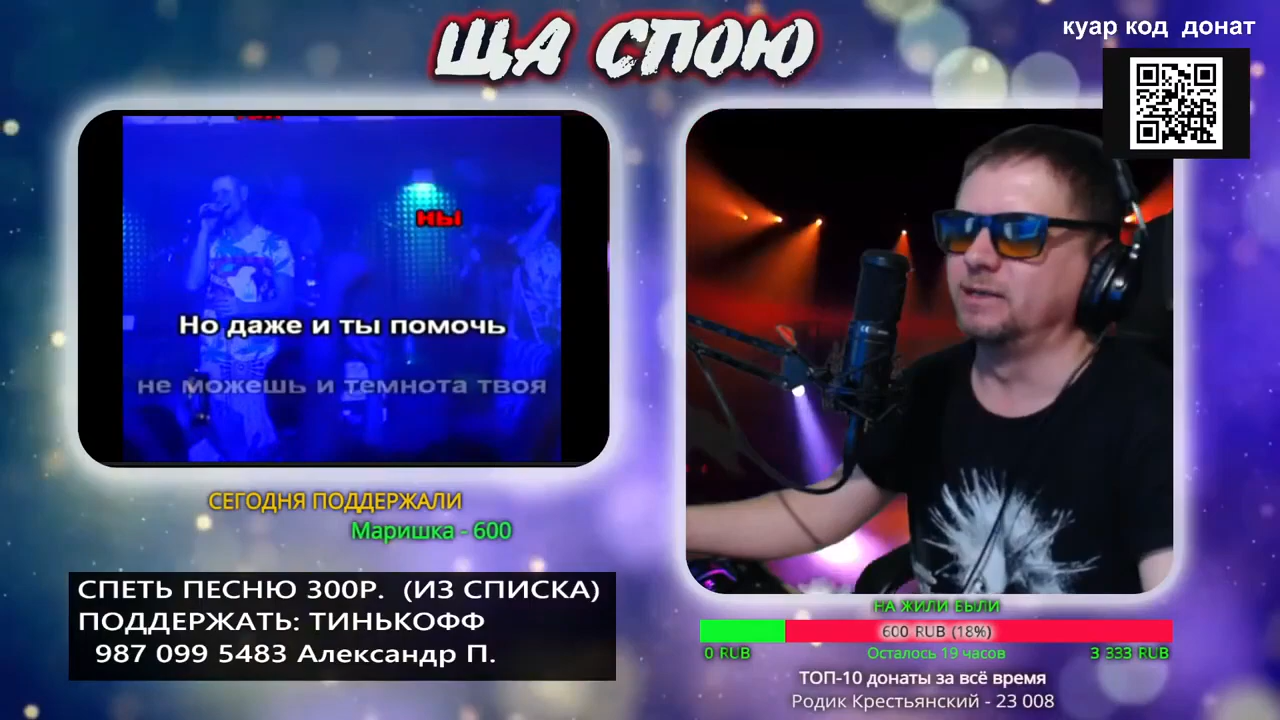 ЩА СПОЮ
куар код  донат
ны
Но даже и ты помочь
не можешь и темнота твоя
СЕГОДНЯ ПОДДЕРЖАЛИ
Маришка - 600
СПЕТЬ ПЕСНЮ 300Р.  (ИЗ СПИСКА)
ПОДДЕРЖАТЬ: ТИНЬКОФФ
987 099 5483 Александр П.
НА ЖИЛИ БЫЛИ
600 RUB (18%)
0 RUB
Осталось 19 часов
3 333 RUB
ТОП-10 донаты за всё время
Родик Крестьянский - 23 008